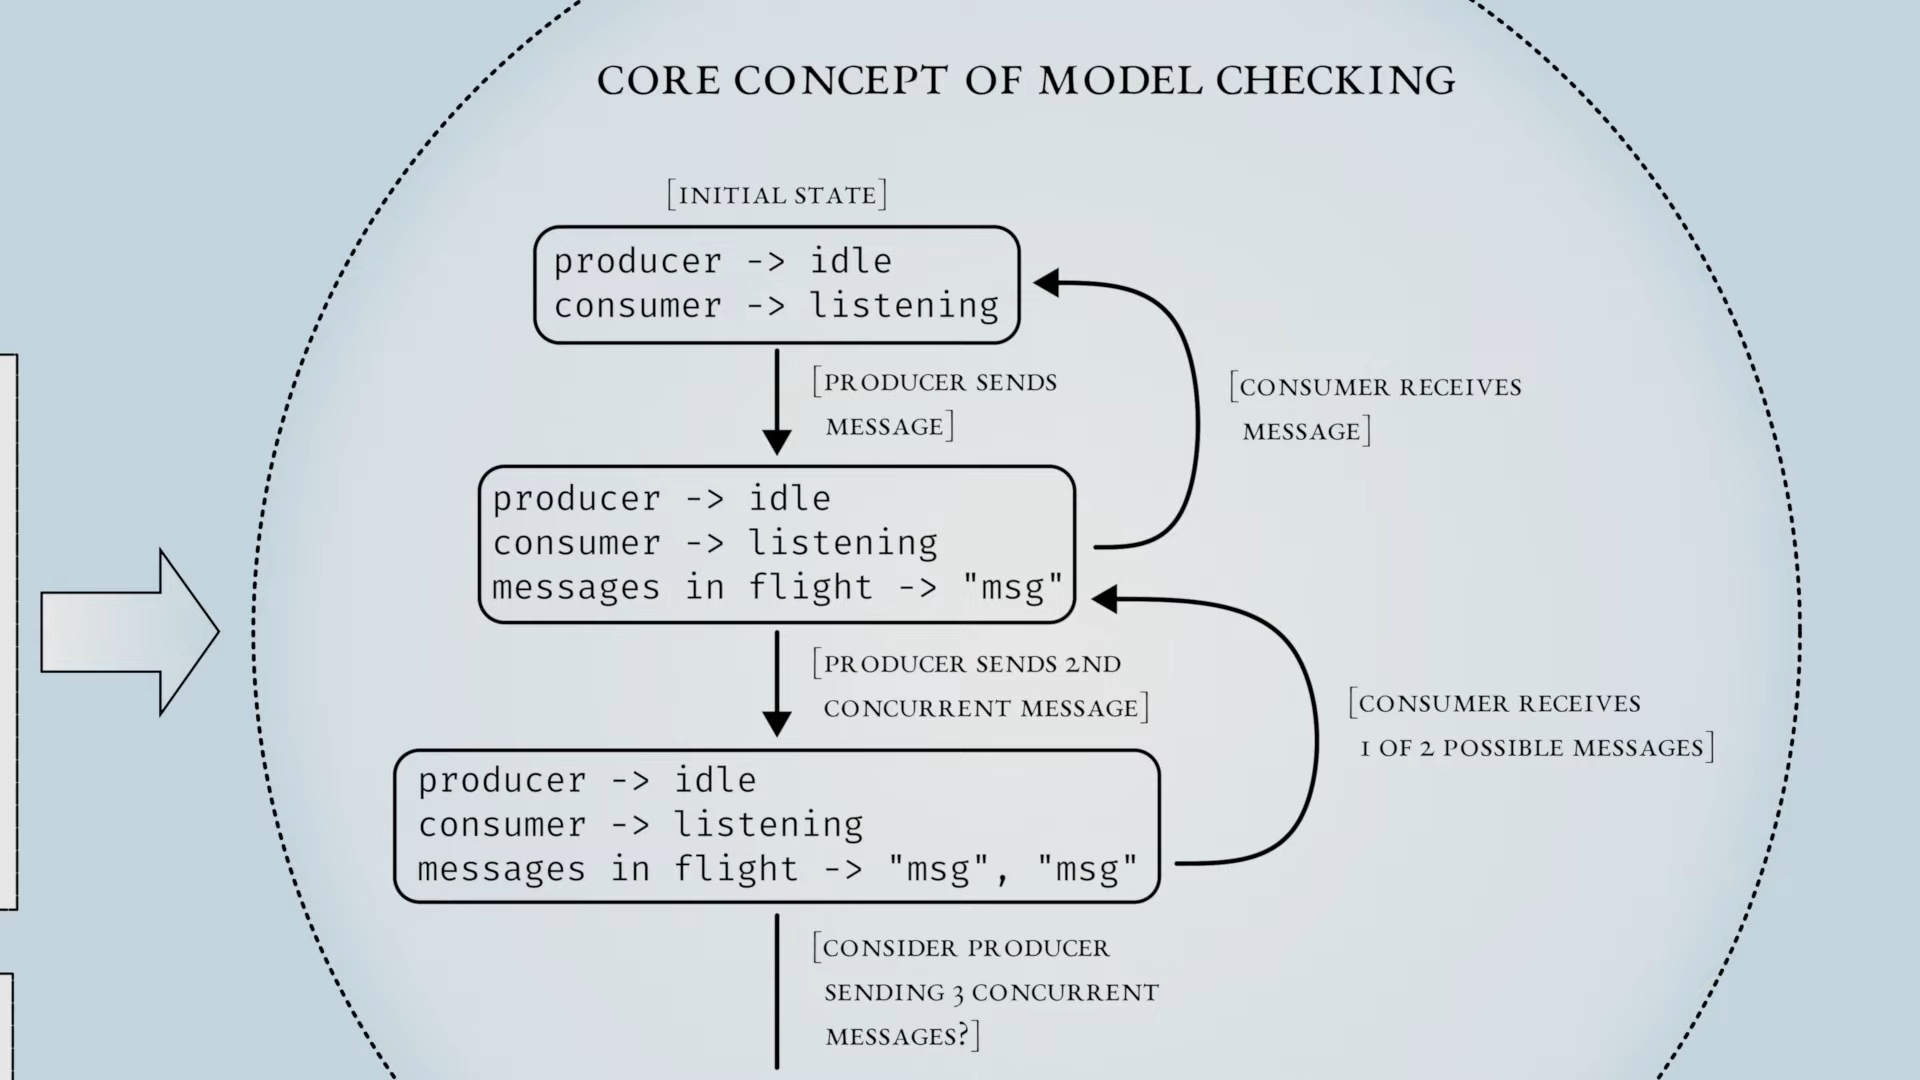 CORE CONCEPT OF MODEL CHECKING
[INITIAL STATE]
producer -> idle
consumer -> listening
[PRODUCER SENDS
MESSAGE]
[CONSUMER RECEIVES
MESSAGE]
producer -> idle
consumer -> listening
messages in flight -> "msg"
[PRODUCER SENDS 2ND
CONCURRENT MESSAGE]
[CONSUMER RECEIVES
1 OF 2 POSSIBLE MESSAGES]
producer -> idle
consumer -> listening
messages in flight -> "msg", "msg"
[CONSIDER PRODUCER
SENDING 3 CONCURRENT
MESSAGES?]